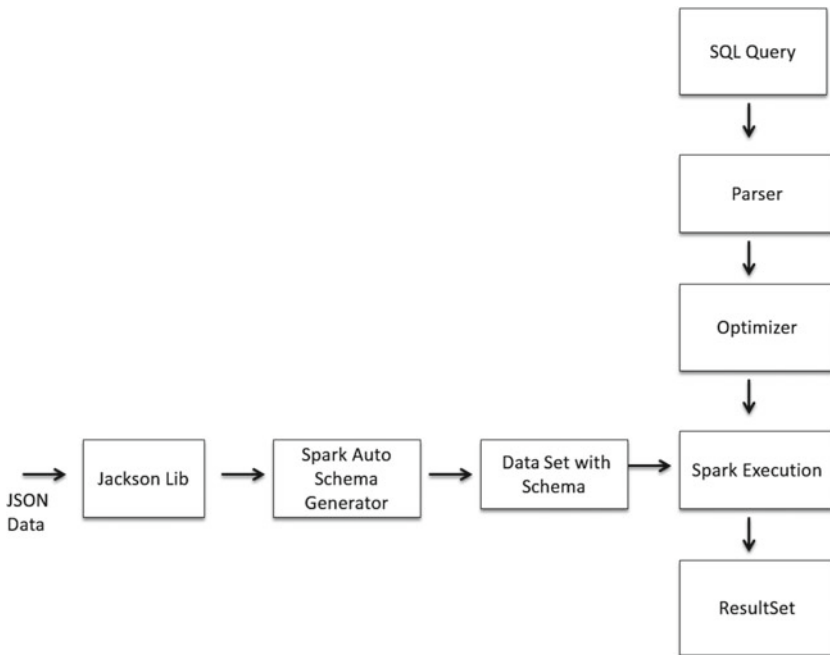 SQL Query
Parser
Optimizer
JSON
Data
Jackson Lib
Spark Auto
Schema
Generator
Data Set with
Schema
Spark Execution
ResultSet